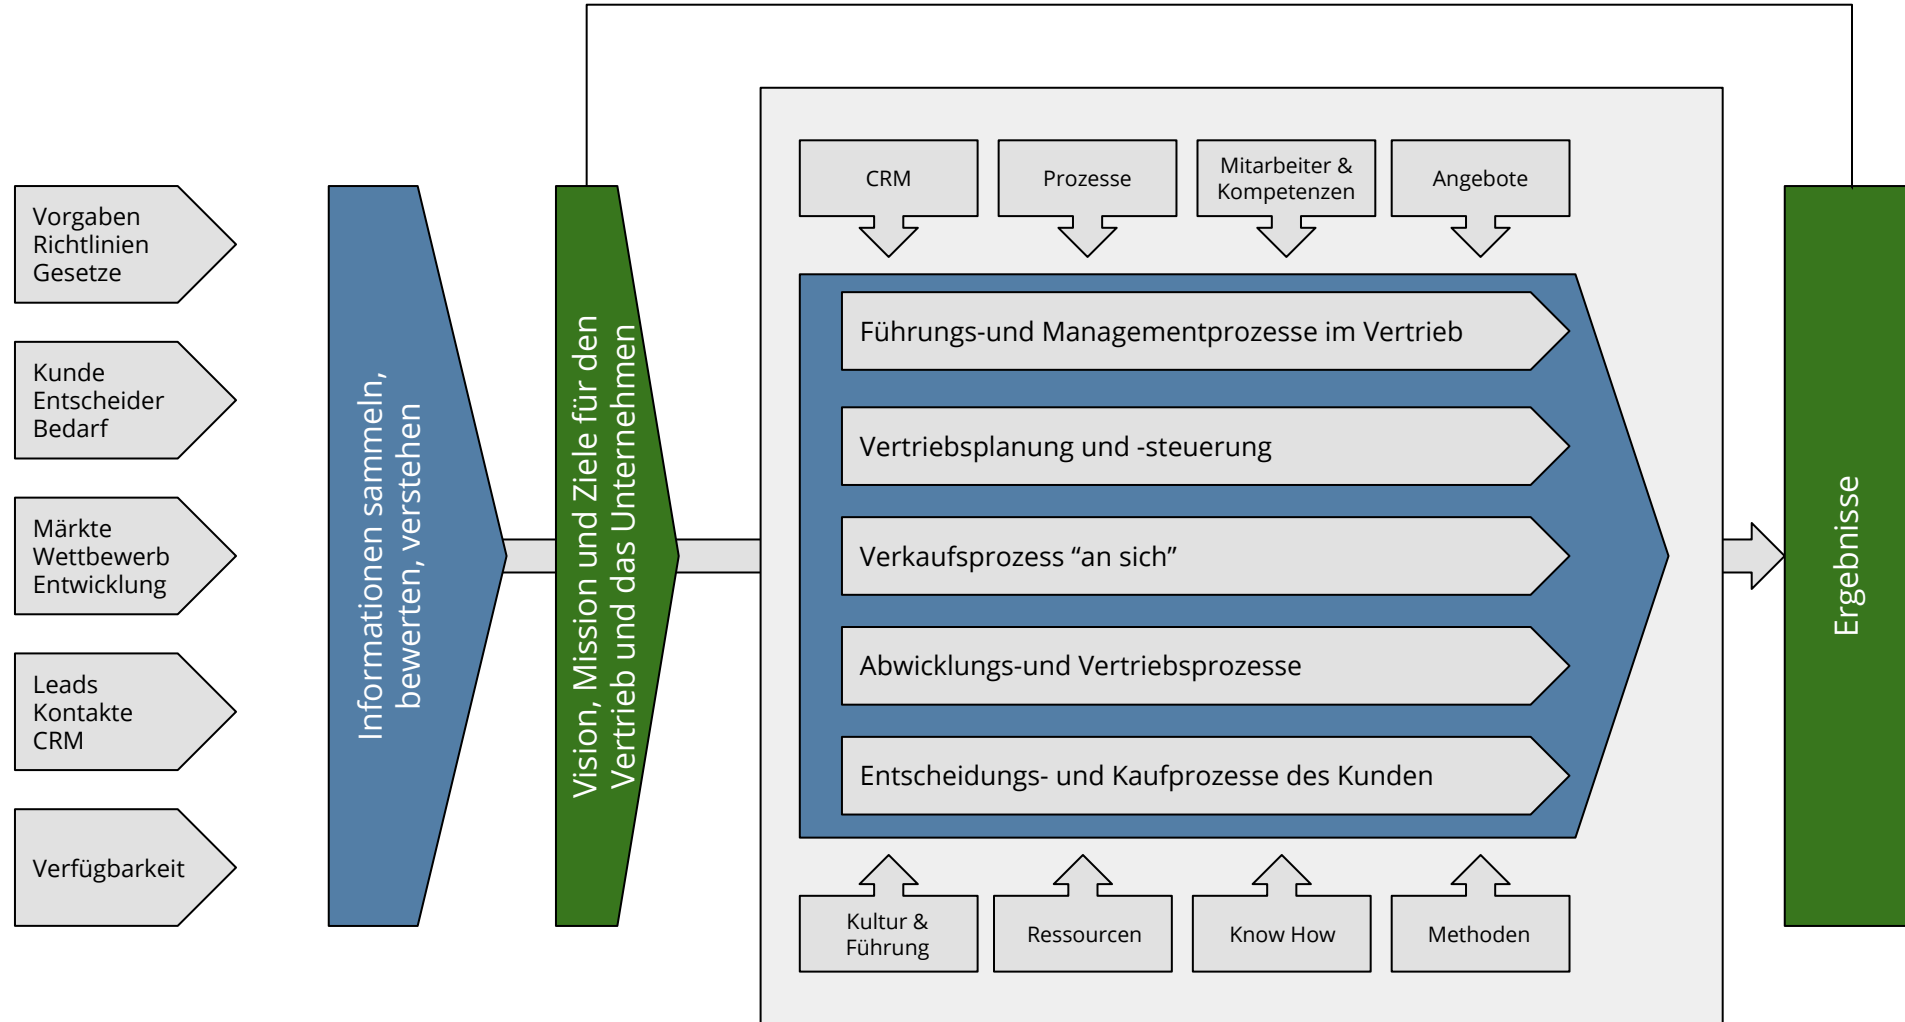 Vorgaben
Richtlinien
Gesetze
Kunde
Entscheider
Bedarf
Märkte
Wettbewerb
Entwicklung
Leads
Kontakte
CRM
Verfügbarkeit
Informationen sammeln,
bewerten, verstehen
Vision, Mission und Ziele für den
Vertrieb und das Unternehmen
CRM
Prozesse
Mitarbeiter &
Kompetenzen
Angebote
Führungs-und Managementprozesse im Vertrieb
Vertriebsplanung und -steuerung
Verkaufsprozess “an sich”
Abwicklungs-und Vertriebsprozesse
Entscheidungs- und Kaufprozesse des Kunden
Kultur &
Führung
Ressourcen
Know How
Methoden
Ergebnisse